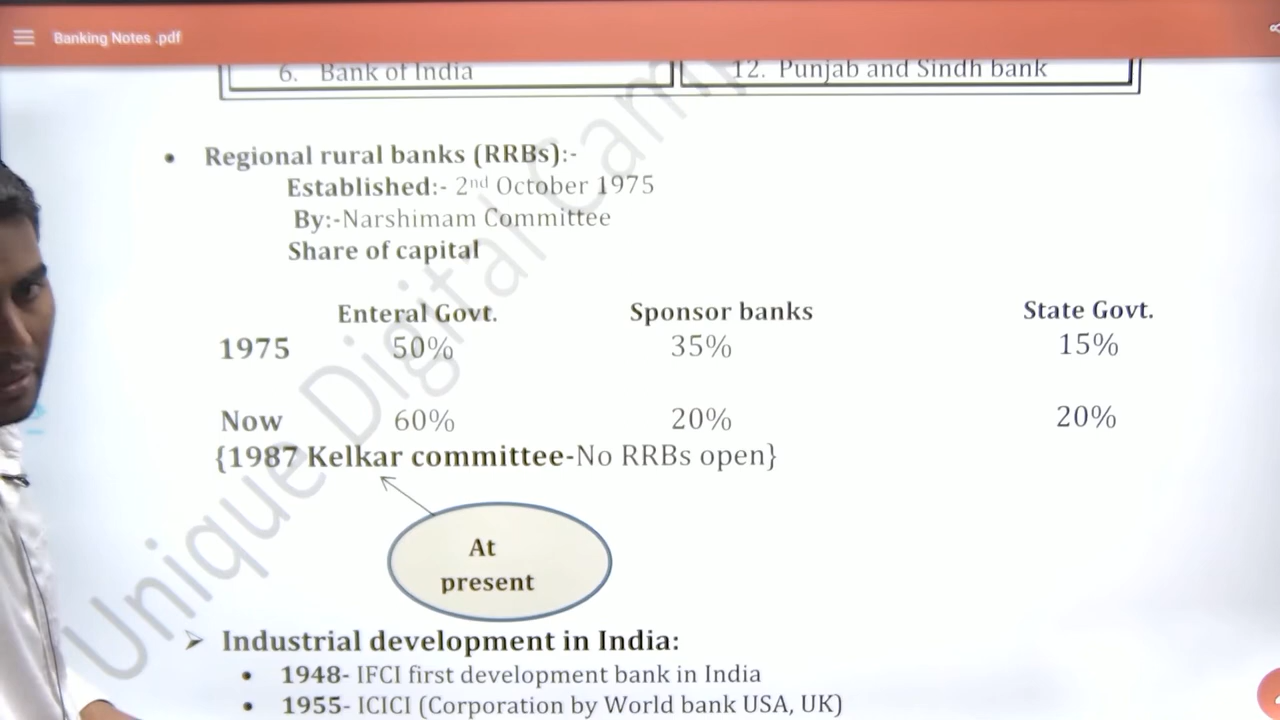 Banking Notes .pdf
6. Bank of India 12. Punjab and Sindh bank
• Regional rural banks (RRBs):-
Established:- 2nd October 1975
By:-Narshimam Committee
Share of capital
Enteral Govt. Sponsor banks State Govt.
1975 50% 35% 15%
Now 60% 20% 20%
{1987 Kelkar committee-No RRBs open}
At
present
➢ Industrial development in India:
• 1948- IFCI first development bank in India
• 1955- ICICI (Corporation by World bank USA, UK)
Unique Digital Camp